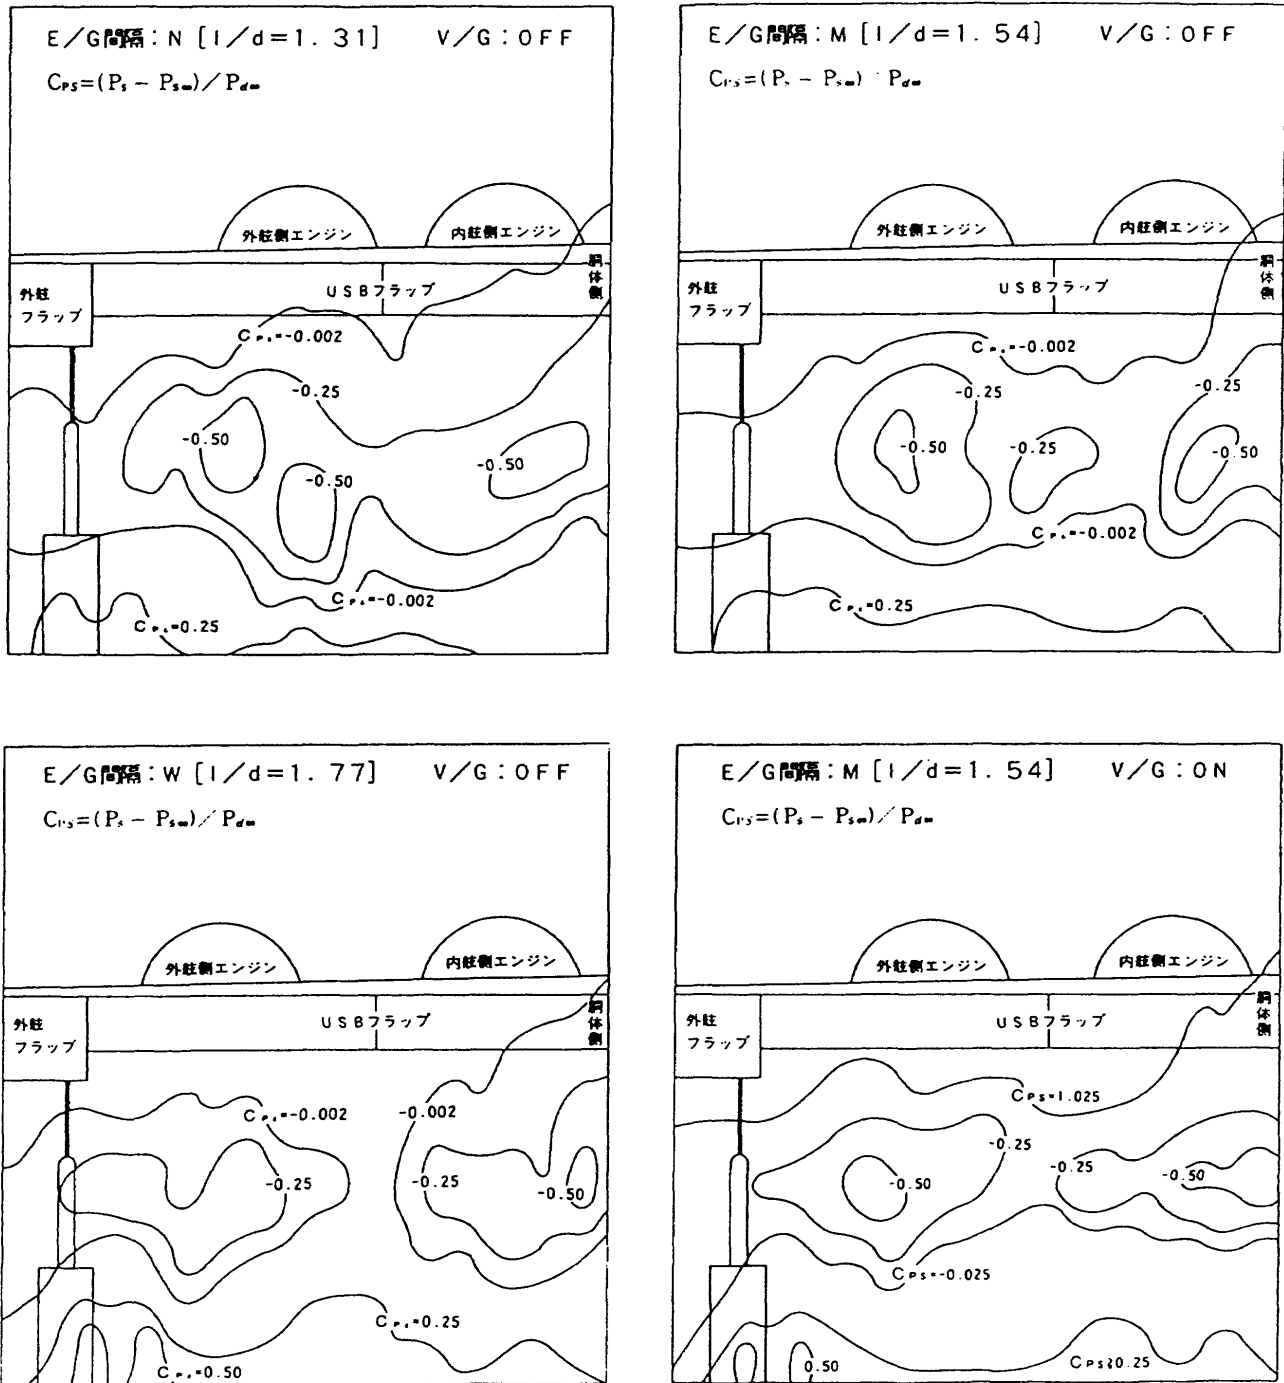 E/G間隔:N [l/d=1.31] V/G:OFF
CPS=(Ps - Ps∞)/Pd∞
外舷側エンジン
内舷側エンジン
胴体側
外舷
フラップ
USBフラップ
CPs=-0.002
-0.25
-0.50
-0.50
-0.50
CPs=-0.002
CPs=0.25
E/G間隔:M [l/d=1.54] V/G:OFF
CPs=(Ps - Ps∞) Pd∞
外舷側エンジン
内舷側エンジン
胴体側
外舷
フラップ
USBフラップ
CPs=-0.002
-0.25
-0.25
-0.50
-0.25
-0.50
CPs=-0.002
CPs=0.25
E/G間隔:W [l/d=1.77] V/G:OFF
CPs=(Ps - Ps∞)/Pd∞
外舷側エンジン
内舷側エンジン
胴体側
外舷
フラップ
USBフラップ
CPs=-0.002
-0.002
-0.25
-0.25
-0.50
CPs=0.25
CPs=0.50
E/G間隔:M [l/d=1.54] V/G:ON
CPs=(Ps - Ps∞)/Pd∞
外舷側エンジン
内舷側エンジン
胴体側
外舷
フラップ
USBフラップ
CPS=1.025
-0.25
-0.25
-0.50
-0.50
CPS=-0.025
0.50
CPS≥0.25